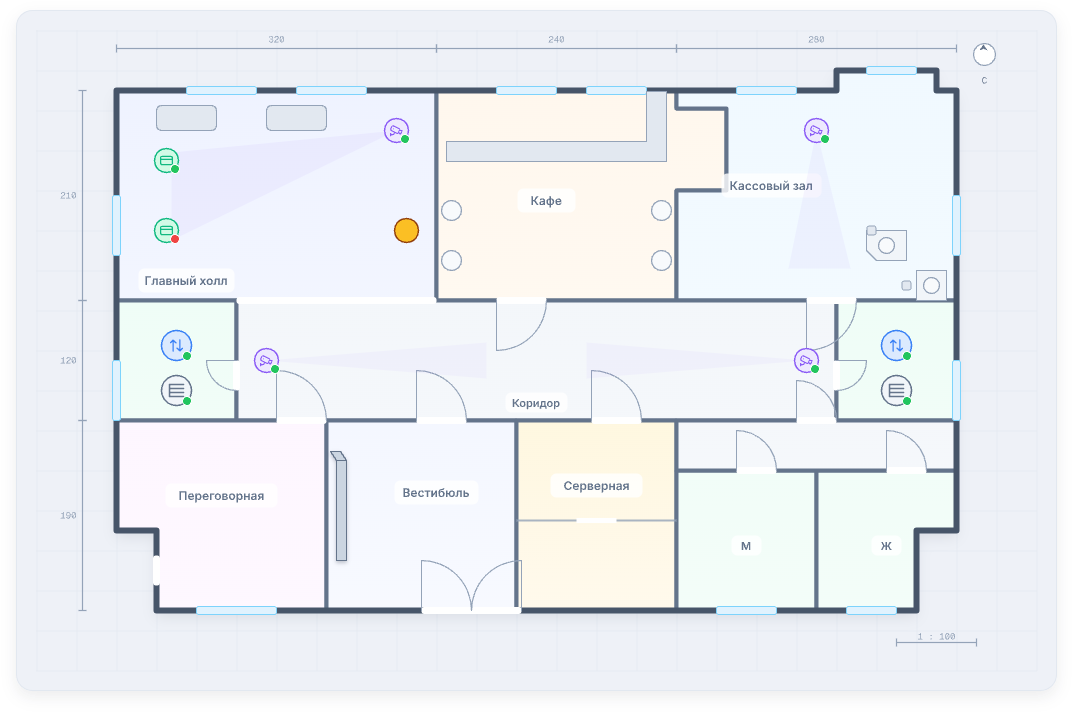 320
240
280
С
210
Кафе
Кассовый зал
Главный холл
120
Коридор
Переговорная
Вестибюль
Серверная
190
М
Ж
1 : 100